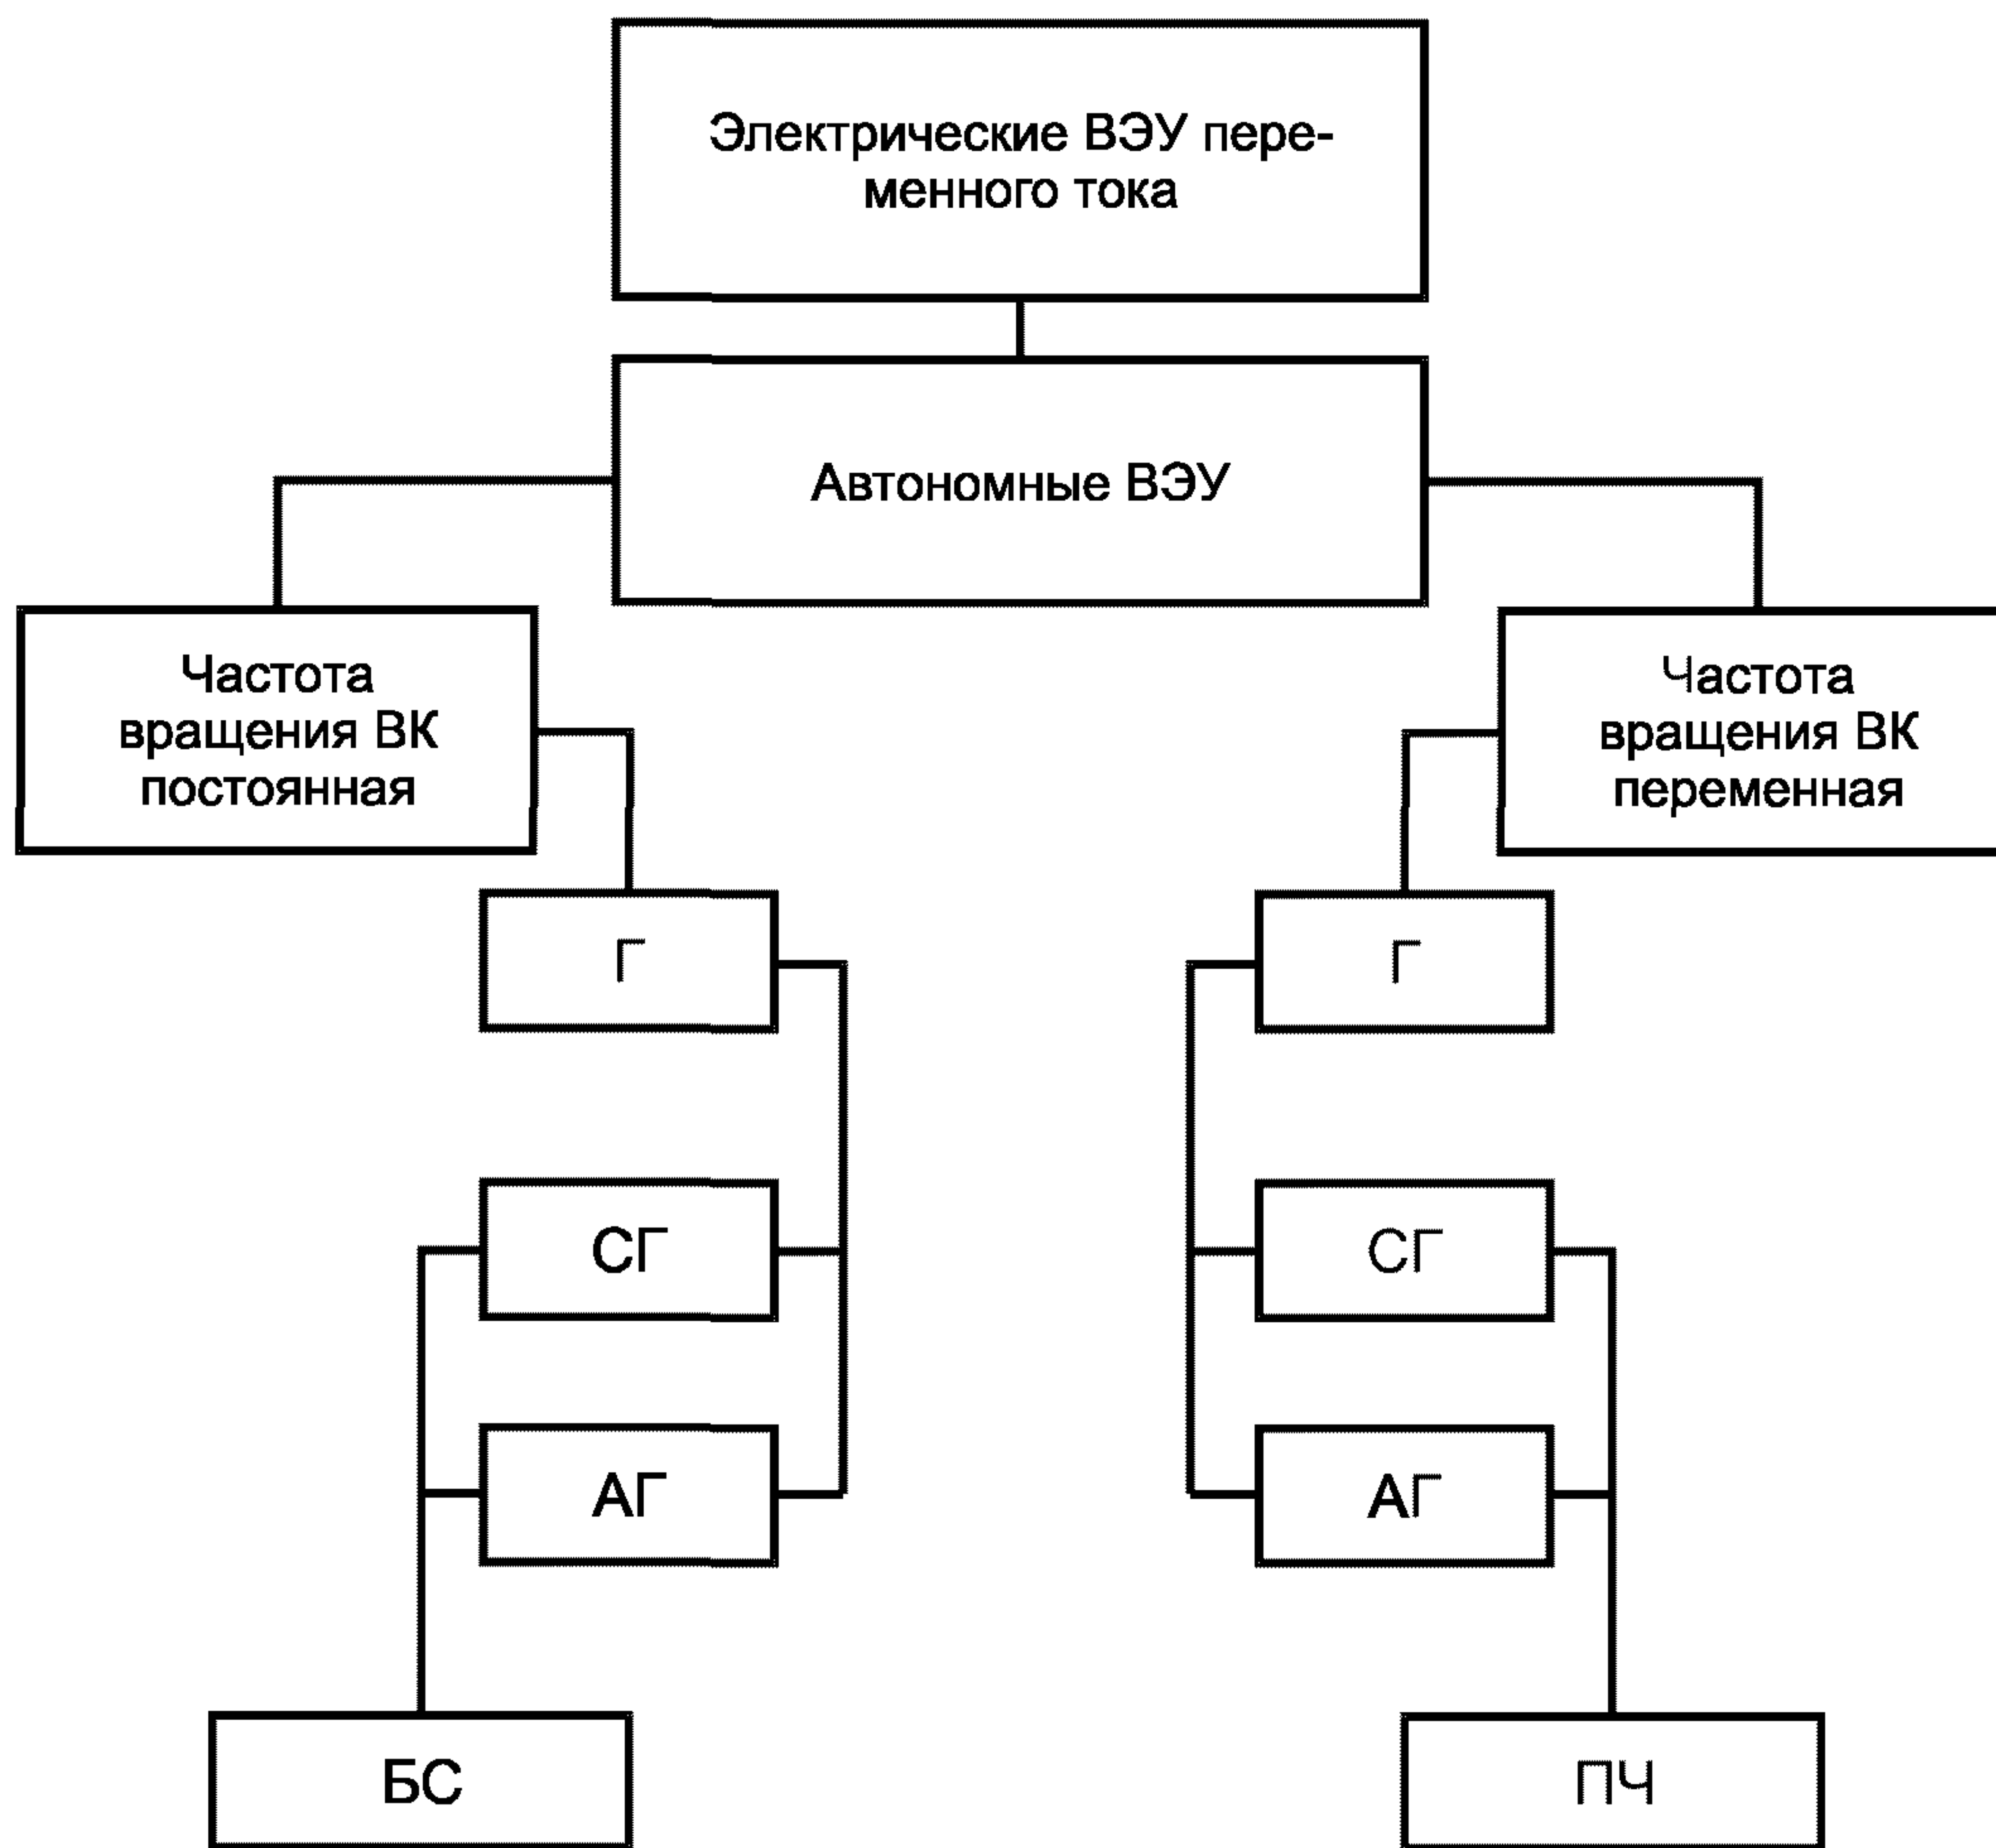 Электрические ВЭУ пере-
менного тока
Автономные ВЭУ
Частота
вращения ВК
постоянная
Частота
вращения ВК
переменная
Г
Г
СГ
СГ
АГ
АГ
БС
ПЧ